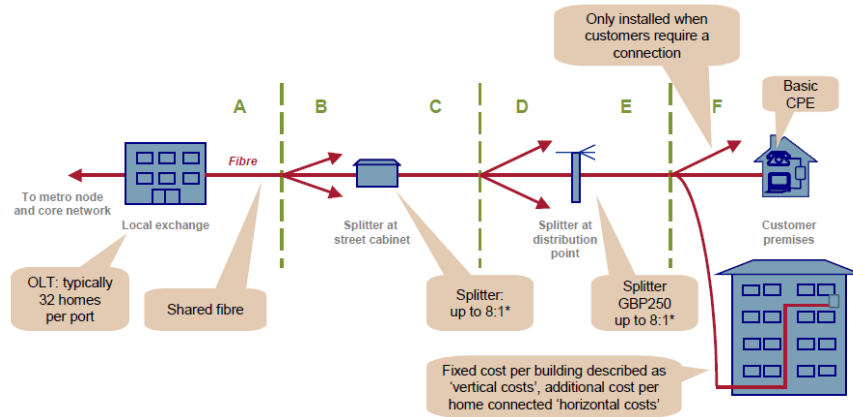 Only installed when
customers require a
connection
Basic
CPE
A
B
C
D
E
F
Fibre
To metro node
and core network
Local exchange
Splitter at
street cabinet
Splitter at
distribution
point
Customer
premises
OLT: typically
32 homes
per port
Shared fibre
Splitter:
up to 8:1*
Splitter
GBP250
up to 8:1*
Fixed cost per building described as
‘vertical costs’, additional cost per
home connected ‘horizontal costs’